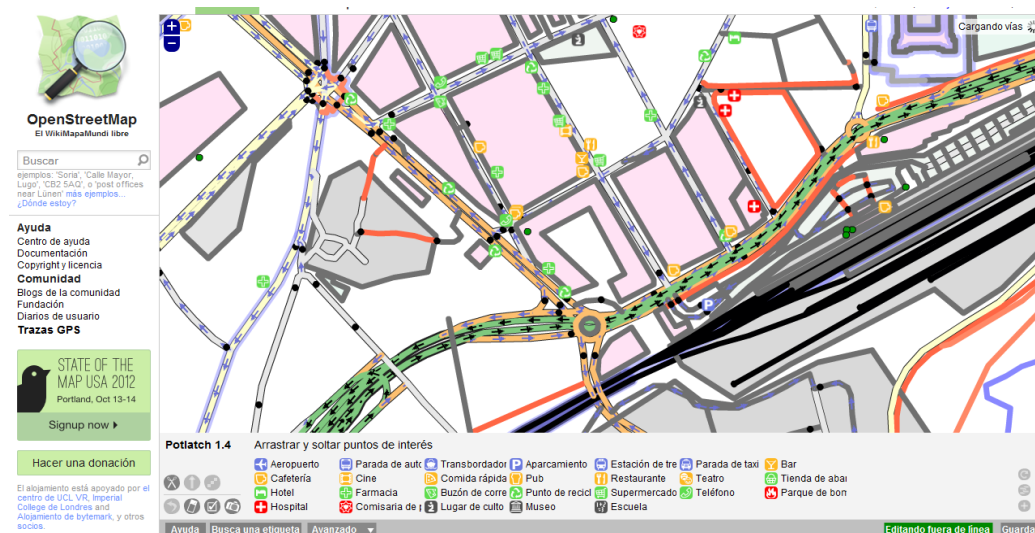 Cargando vías
OpenStreetMap
El WikiMapaMundi libre
Buscar
ejemplos: 'Soria', 'Calle Mayor,
Lugo', 'CB2 5AQ', o 'post offices
near Lünen' más ejemplos...
¿Dónde estoy?
Ayuda
Centro de ayuda
Documentación
Copyright y licencia
Comunidad
Blogs de la comunidad
Fundación
Diarios de usuario
Trazas GPS
STATE OF THE
MAP USA 2012
Portland, Oct 13-14
Signup now
Hacer una donación
El alojamiento está apoyado por el
centro de UCL VR, Imperial
College de Londres and
Alojamiento de bytemark, y otros
socios.
Potlatch 1.4 Arrastrar y soltar puntos de interés
Aeropuerto Parada de auto Transbordador P Aparcamiento Estación de tre Parada de taxi Bar
Cafetería Cine Comida rápida Pub Restaurante Teatro Tienda de abar
Hotel Farmacia Buzón de corre Punto de recicl Supermercado Teléfono Parque de bon
Hospital Comisaria de p Lugar de culto Museo Escuela
Ayuda Busca una etiqueta Avanzado Editando fuera de línea Guarda